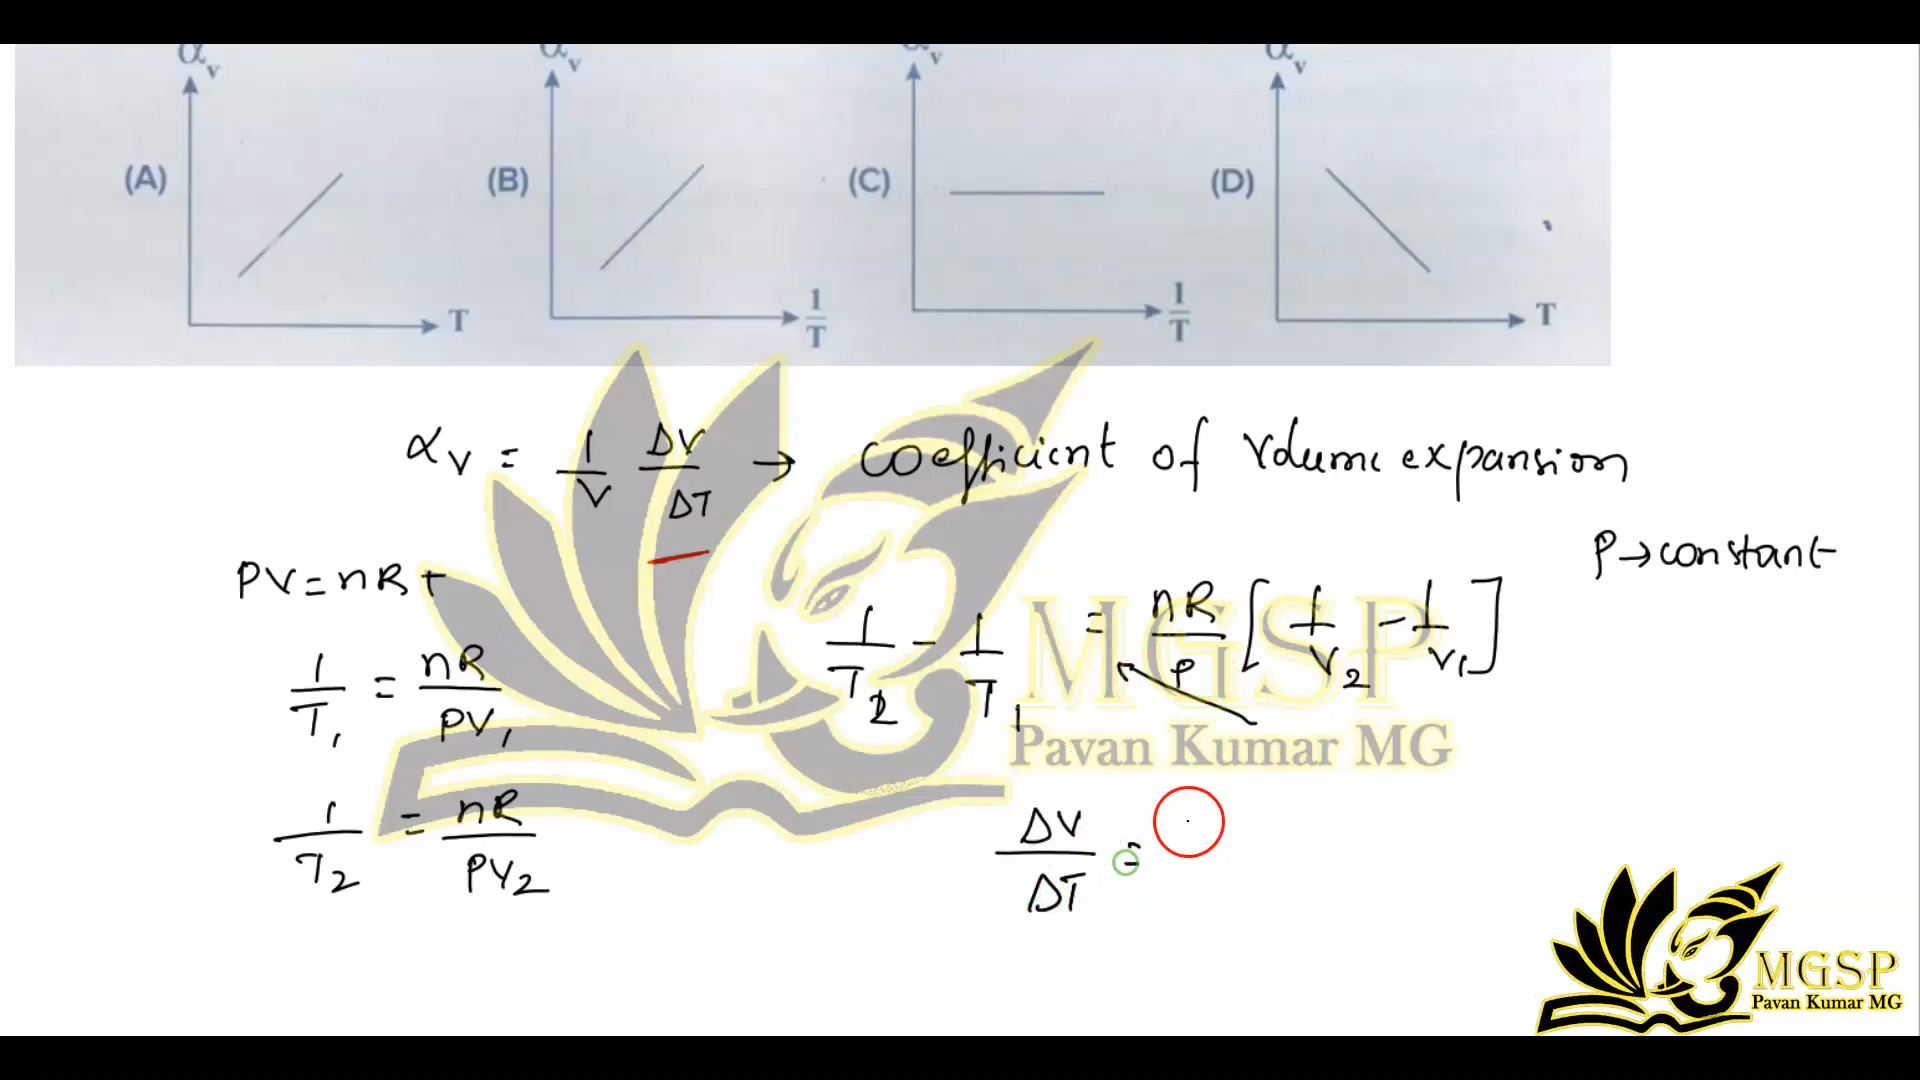 αᵥ αᵥ αᵥ αᵥ
(A) (B) (C) (D)
T 1/T 1/T T
αV = 1/V ΔV/ΔT → coefficient of volume expansion
P → constant
PV = nRT
1/T₂ - 1/T₁ = nR/P [1/V₂ - 1/V₁]
1/T₁ = nR/PV₁
1/T₂ = nR/PV₂
ΔV/ΔT =
MGSP
Pavan Kumar MG
MGSP
Pavan Kumar MG